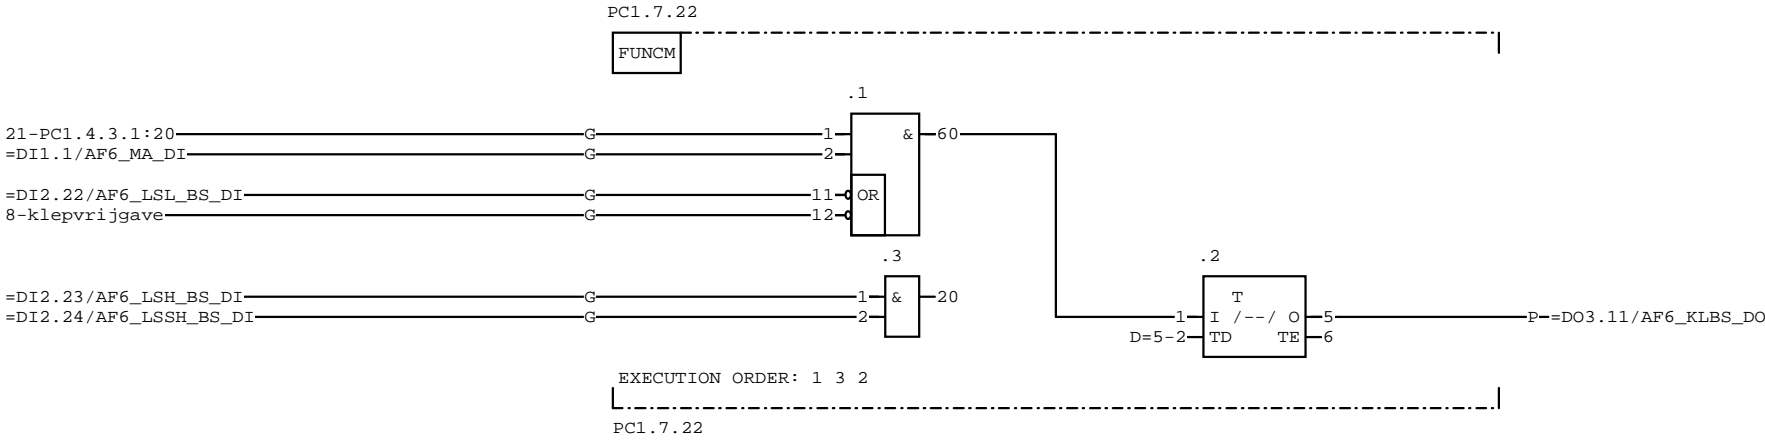 PC1.7.22
FUNCM
.1
21-PC1.4.3.1:20 G 1 & 60
=DI1.1/AF6_MA_DI G 2
=DI2.22/AF6_LSL_BS_DI G 11 OR
8-klepvrijgave G 12
.3 .2
=DI2.23/AF6_LSH_BS_DI G 1 & 20 T
=DI2.24/AF6_LSSH_BS_DI G 2 1 I /--/ O 5 P =DO3.11/AF6_KLBS_DO
D=5-2 TD TE 6
EXECUTION ORDER: 1 3 2
PC1.7.22